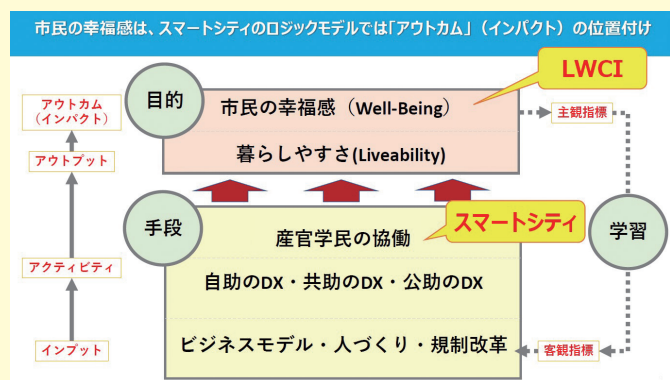 市民の幸福感は、スマートシティのロジックモデルでは「アウトカム」（インパクト）の位置付け
LWCI
目的
市民の幸福感（Well-Being）
暮らしやすさ(Liveability)
アウトカム
（インパクト）
アウトプット
アクティビティ
インプット
主観指標
手段
スマートシティ
産官学民の協働
自助のDX・共助のDX・公助のDX
ビジネスモデル・人づくり・規制改革
学習
客観指標